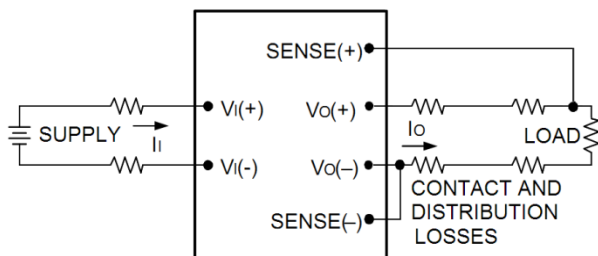 SENSE(+)
VI(+)
VO(+)
SUPPLY
II
IO
LOAD
VI(-)
VO(–)
CONTACT AND
DISTRIBUTION
LOSSES
SENSE(–)